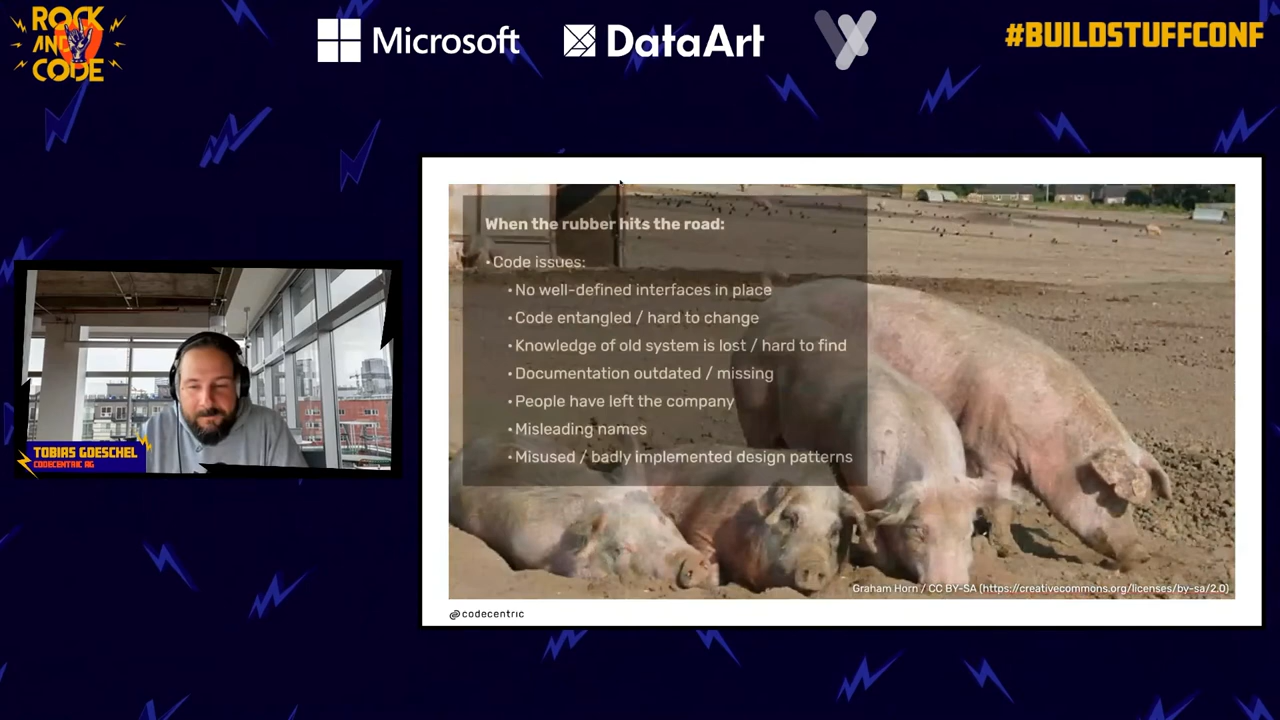 ROCK
AND
CODE
Microsoft
DataArt
#BUILDSTUFFCONF
When the rubber hits the road:
•Code issues:
•No well-defined interfaces in place
•Code entangled / hard to change
•Knowledge of old system is lost / hard to find
•Documentation outdated / missing
•People have left the company
•Misleading names
•Misused / badly implemented design patterns
Graham Horn / CC BY-SA (https://creativecommons.org/licenses/by-sa/2.0)
codecentric
TOBIAS GOESCHEL
CODECENTRIC AG